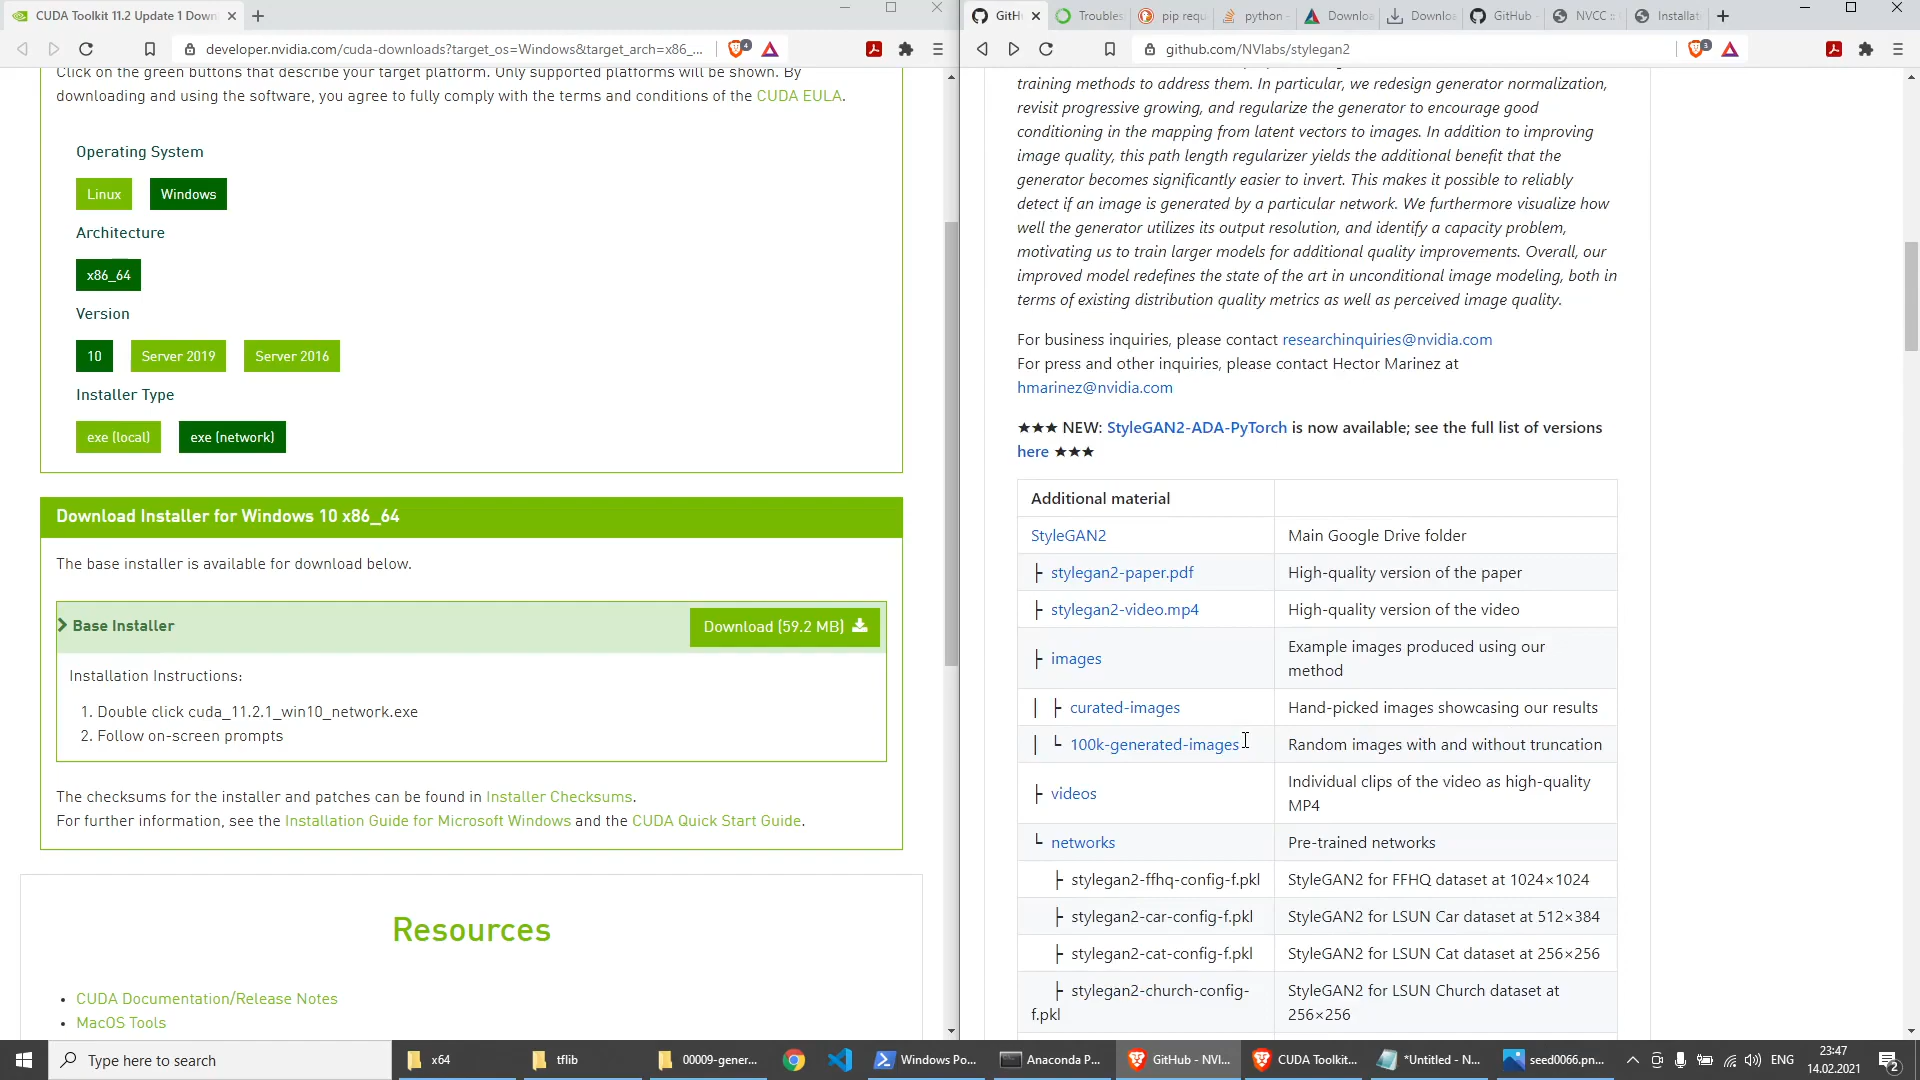 CUDA Toolkit 11.2 Update 1 Down
developer.nvidia.com/cuda-downloads?target_os=Windows&target_arch=x86_...
4
Click on the green buttons that describe your target platform. Only supported platforms will be shown. By
downloading and using the software, you agree to fully comply with the terms and conditions of the CUDA EULA.
Operating System
Linux Windows
Architecture
x86_64
Version
10 Server 2019 Server 2016
Installer Type
exe (local) exe (network)
Download Installer for Windows 10 x86_64
The base installer is available for download below.
Base Installer Download (59.2 MB)
Installation Instructions:
1. Double click cuda_11.2.1_win10_network.exe
2. Follow on-screen prompts
The checksums for the installer and patches can be found in Installer Checksums.
For further information, see the Installation Guide for Microsoft Windows and the CUDA Quick Start Guide.
Resources
CUDA Documentation/Release Notes
MacOS Tools
GitH Troubles pip requ python - Downloa Downloa GitHub - NVCC :: Installat
github.com/NVlabs/stylegan2
3
training methods to address them. In particular, we redesign generator normalization,
revisit progressive growing, and regularize the generator to encourage good
conditioning in the mapping from latent vectors to images. In addition to improving
image quality, this path length regularizer yields the additional benefit that the
generator becomes significantly easier to invert. This makes it possible to reliably
detect if an image is generated by a particular network. We furthermore visualize how
well the generator utilizes its output resolution, and identify a capacity problem,
motivating us to train larger models for additional quality improvements. Overall, our
improved model redefines the state of the art in unconditional image modeling, both in
terms of existing distribution quality metrics as well as perceived image quality.
For business inquiries, please contact researchinquiries@nvidia.com
For press and other inquiries, please contact Hector Marinez at
hmarinez@nvidia.com
★★★ NEW: StyleGAN2-ADA-PyTorch is now available; see the full list of versions
here ★★★
Additional material
StyleGAN2 Main Google Drive folder
├ stylegan2-paper.pdf High-quality version of the paper
├ stylegan2-video.mp4 High-quality version of the video
├ images Example images produced using our
method
│ ├ curated-images Hand-picked images showcasing our results
│ └ 100k-generated-images Random images with and without truncation
├ videos Individual clips of the video as high-quality
MP4
└ networks Pre-trained networks
├ stylegan2-ffhq-config-f.pkl StyleGAN2 for FFHQ dataset at 1024×1024
├ stylegan2-car-config-f.pkl StyleGAN2 for LSUN Car dataset at 512×384
├ stylegan2-cat-config-f.pkl StyleGAN2 for LSUN Cat dataset at 256×256
├ stylegan2-church-config-
f.pkl StyleGAN2 for LSUN Church dataset at
256×256
Type here to search
x64 tflib 00009-gener... Windows Po... Anaconda P... GitHub - NVI... CUDA Toolkit... *Untitled - N... seed0066.pn...
ENG
23:47
14.02.2021
2